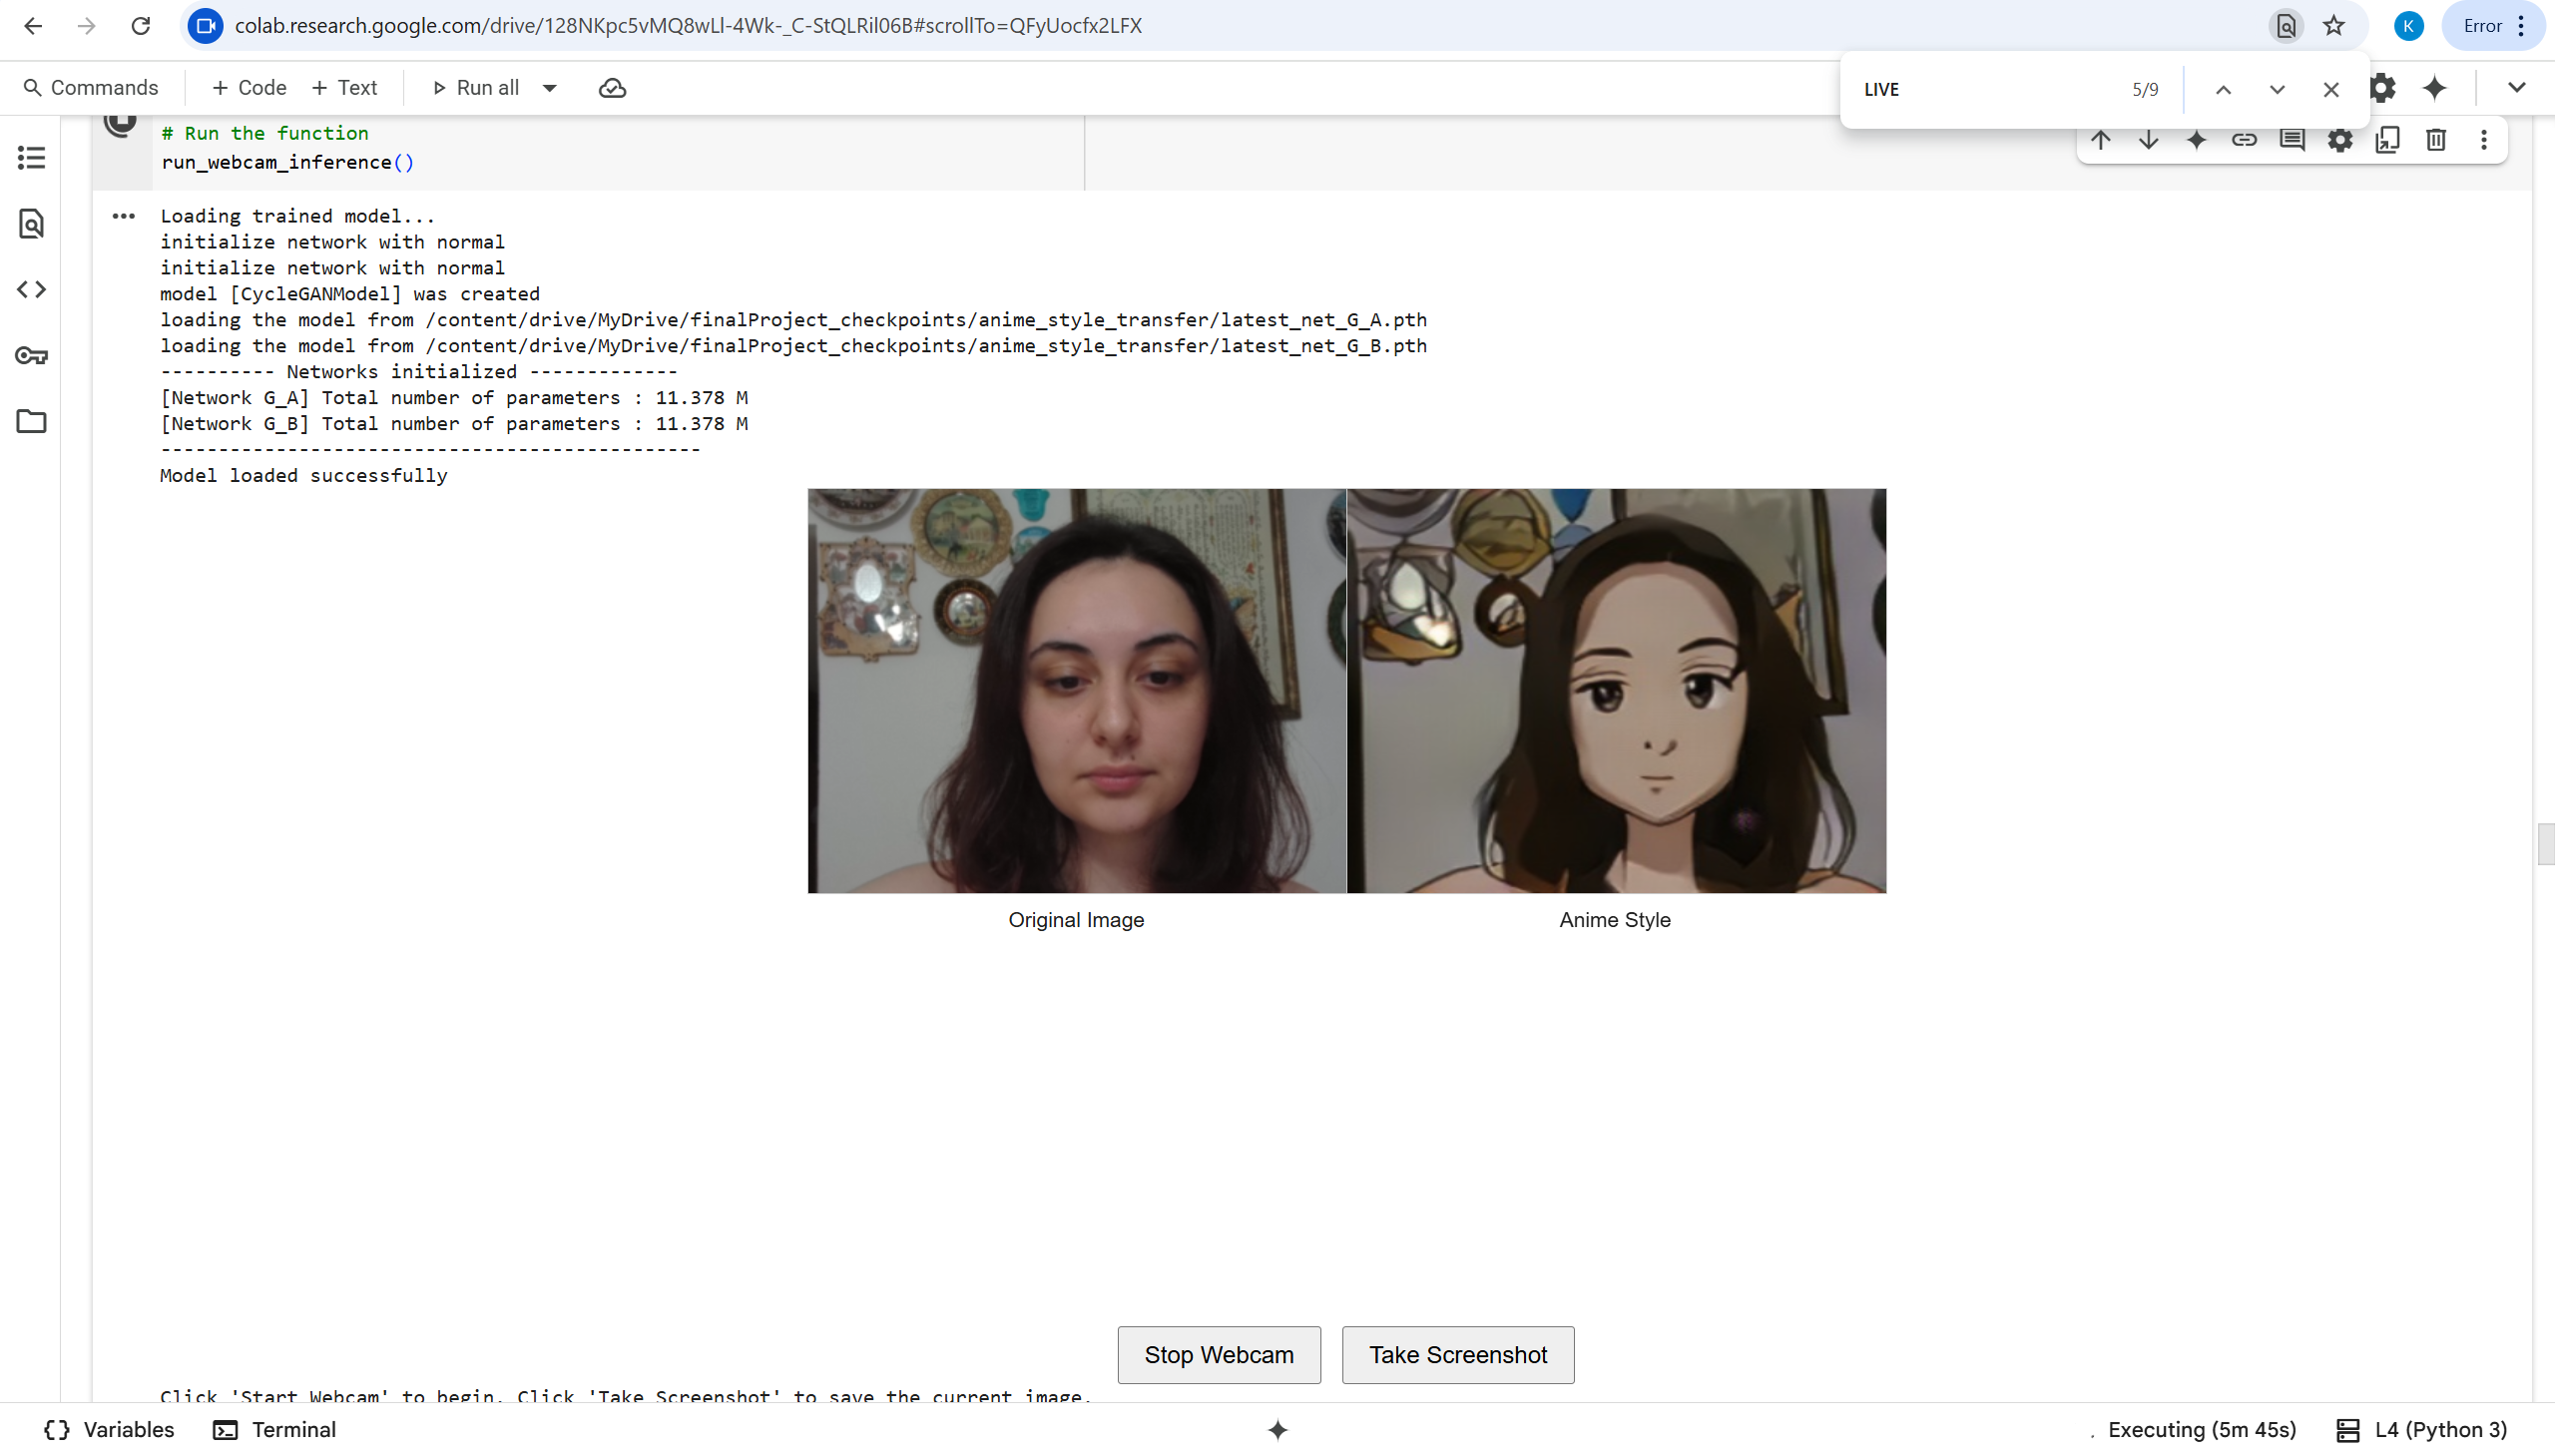 colab.research.google.com/drive/128NKpc5vMQ8wLl-4Wk-_C-StQLRil06B#scrollTo=QFyUocfx2LFX
K
Error
LIVE
5/9
Commands
+ Code
+ Text
Run all
# Run the function
run_webcam_inference()
Loading trained model...
initialize network with normal
initialize network with normal
model [CycleGANModel] was created
loading the model from /content/drive/MyDrive/finalProject_checkpoints/anime_style_transfer/latest_net_G_A.pth
loading the model from /content/drive/MyDrive/finalProject_checkpoints/anime_style_transfer/latest_net_G_B.pth
---------- Networks initialized -------------
[Network G_A] Total number of parameters : 11.378 M
[Network G_B] Total number of parameters : 11.378 M
-----------------------------------------------
Model loaded successfully
Original Image
Anime Style
Stop Webcam
Take Screenshot
Click 'Start Webcam' to begin. Click 'Take Screenshot' to save the current image.
Variables
Terminal
Executing (5m 45s)
L4 (Python 3)